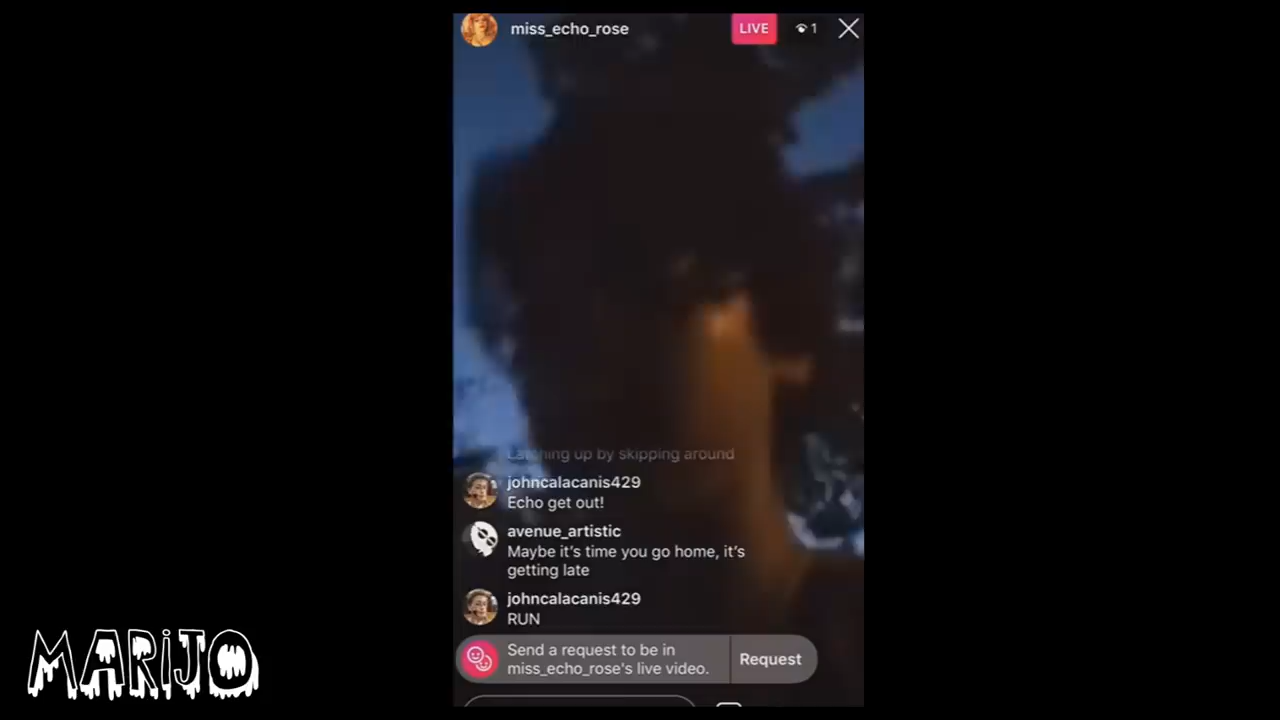 miss_echo_rose
LIVE
1
Catching up by skipping around
johncalacanis429
Echo get out!
avenue_artistic
Maybe it's time you go home, it's
getting late
johncalacanis429
RUN
Send a request to be in
miss_echo_rose's live video.
Request
MARiJO